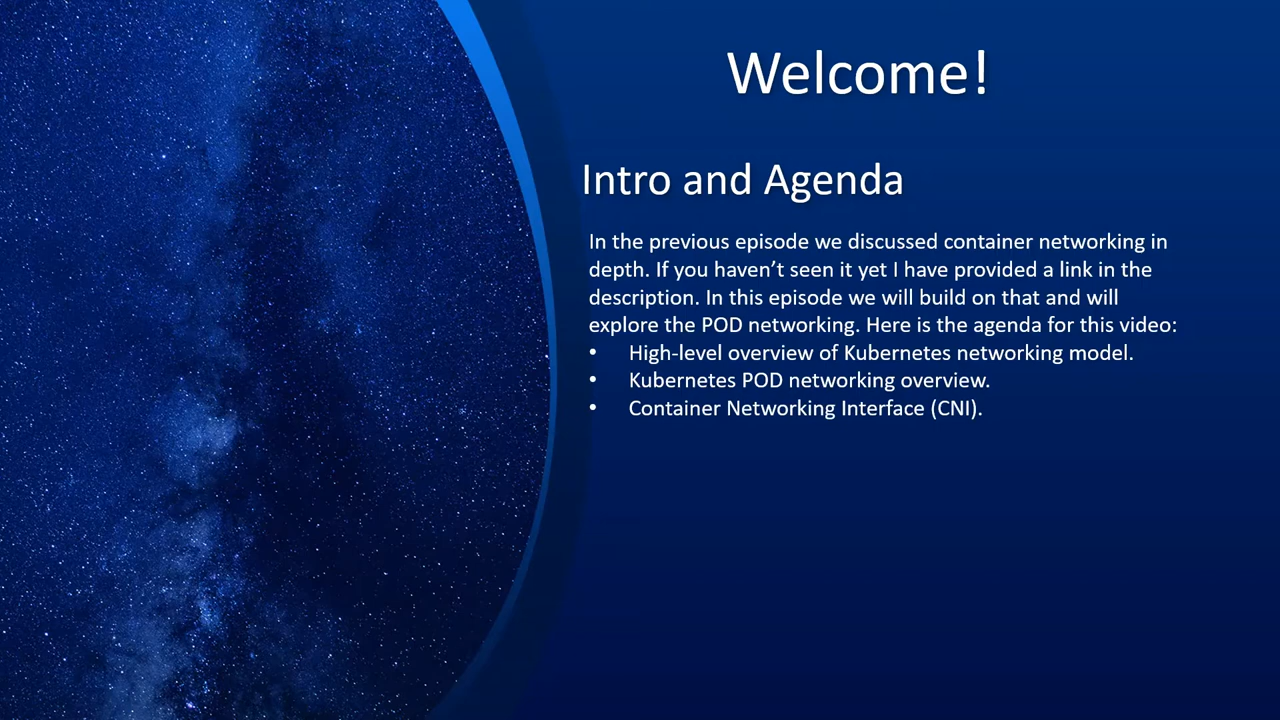 Welcome!
Intro and Agenda
In the previous episode we discussed container networking in
depth. If you haven’t seen it yet I have provided a link in the
description. In this episode we will build on that and will
explore the POD networking. Here is the agenda for this video:
• High-level overview of Kubernetes networking model.
• Kubernetes POD networking overview.
• Container Networking Interface (CNI).